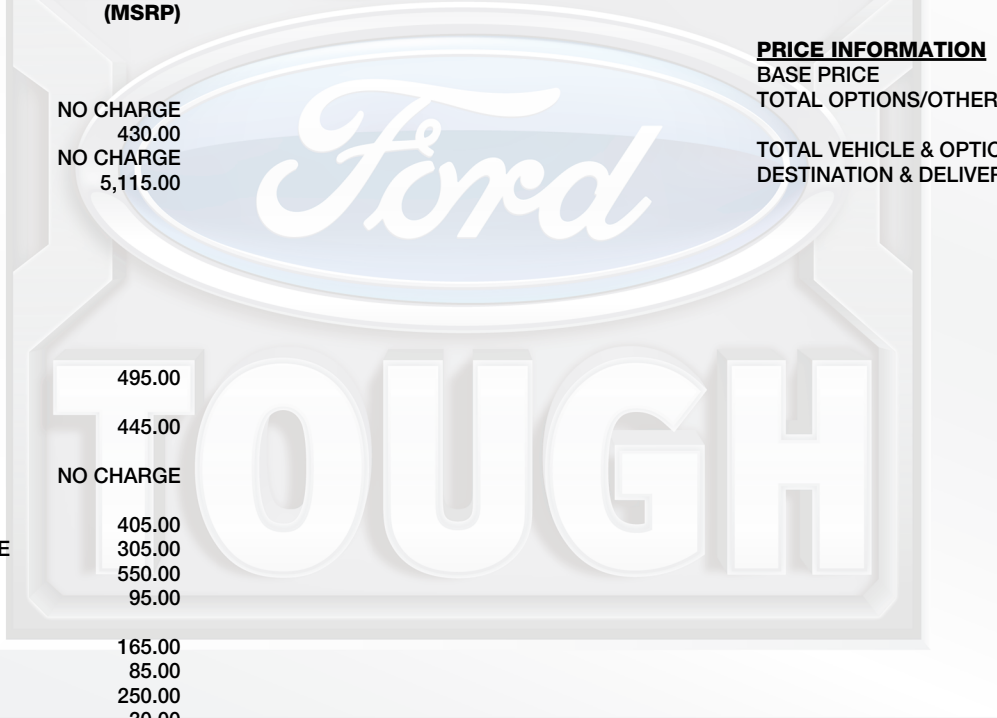 (MSRP)
NO CHARGE
430.00
NO CHARGE
5,115.00
495.00
445.00
NO CHARGE
405.00
E 305.00
550.00
95.00
165.00
85.00
250.00
PRICE INFORMATION
BASE PRICE
TOTAL OPTIONS/OTHER
TOTAL VEHICLE & OPTIO
DESTINATION & DELIVER
Ford
TOUGH